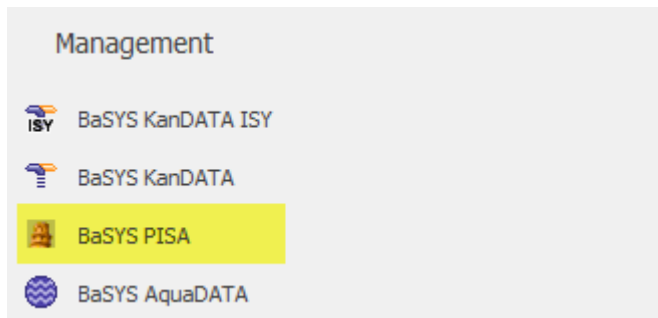 Management
ISY BaSYS KanDATA ISY
BaSYS KanDATA
BaSYS PISA
BaSYS AquaDATA